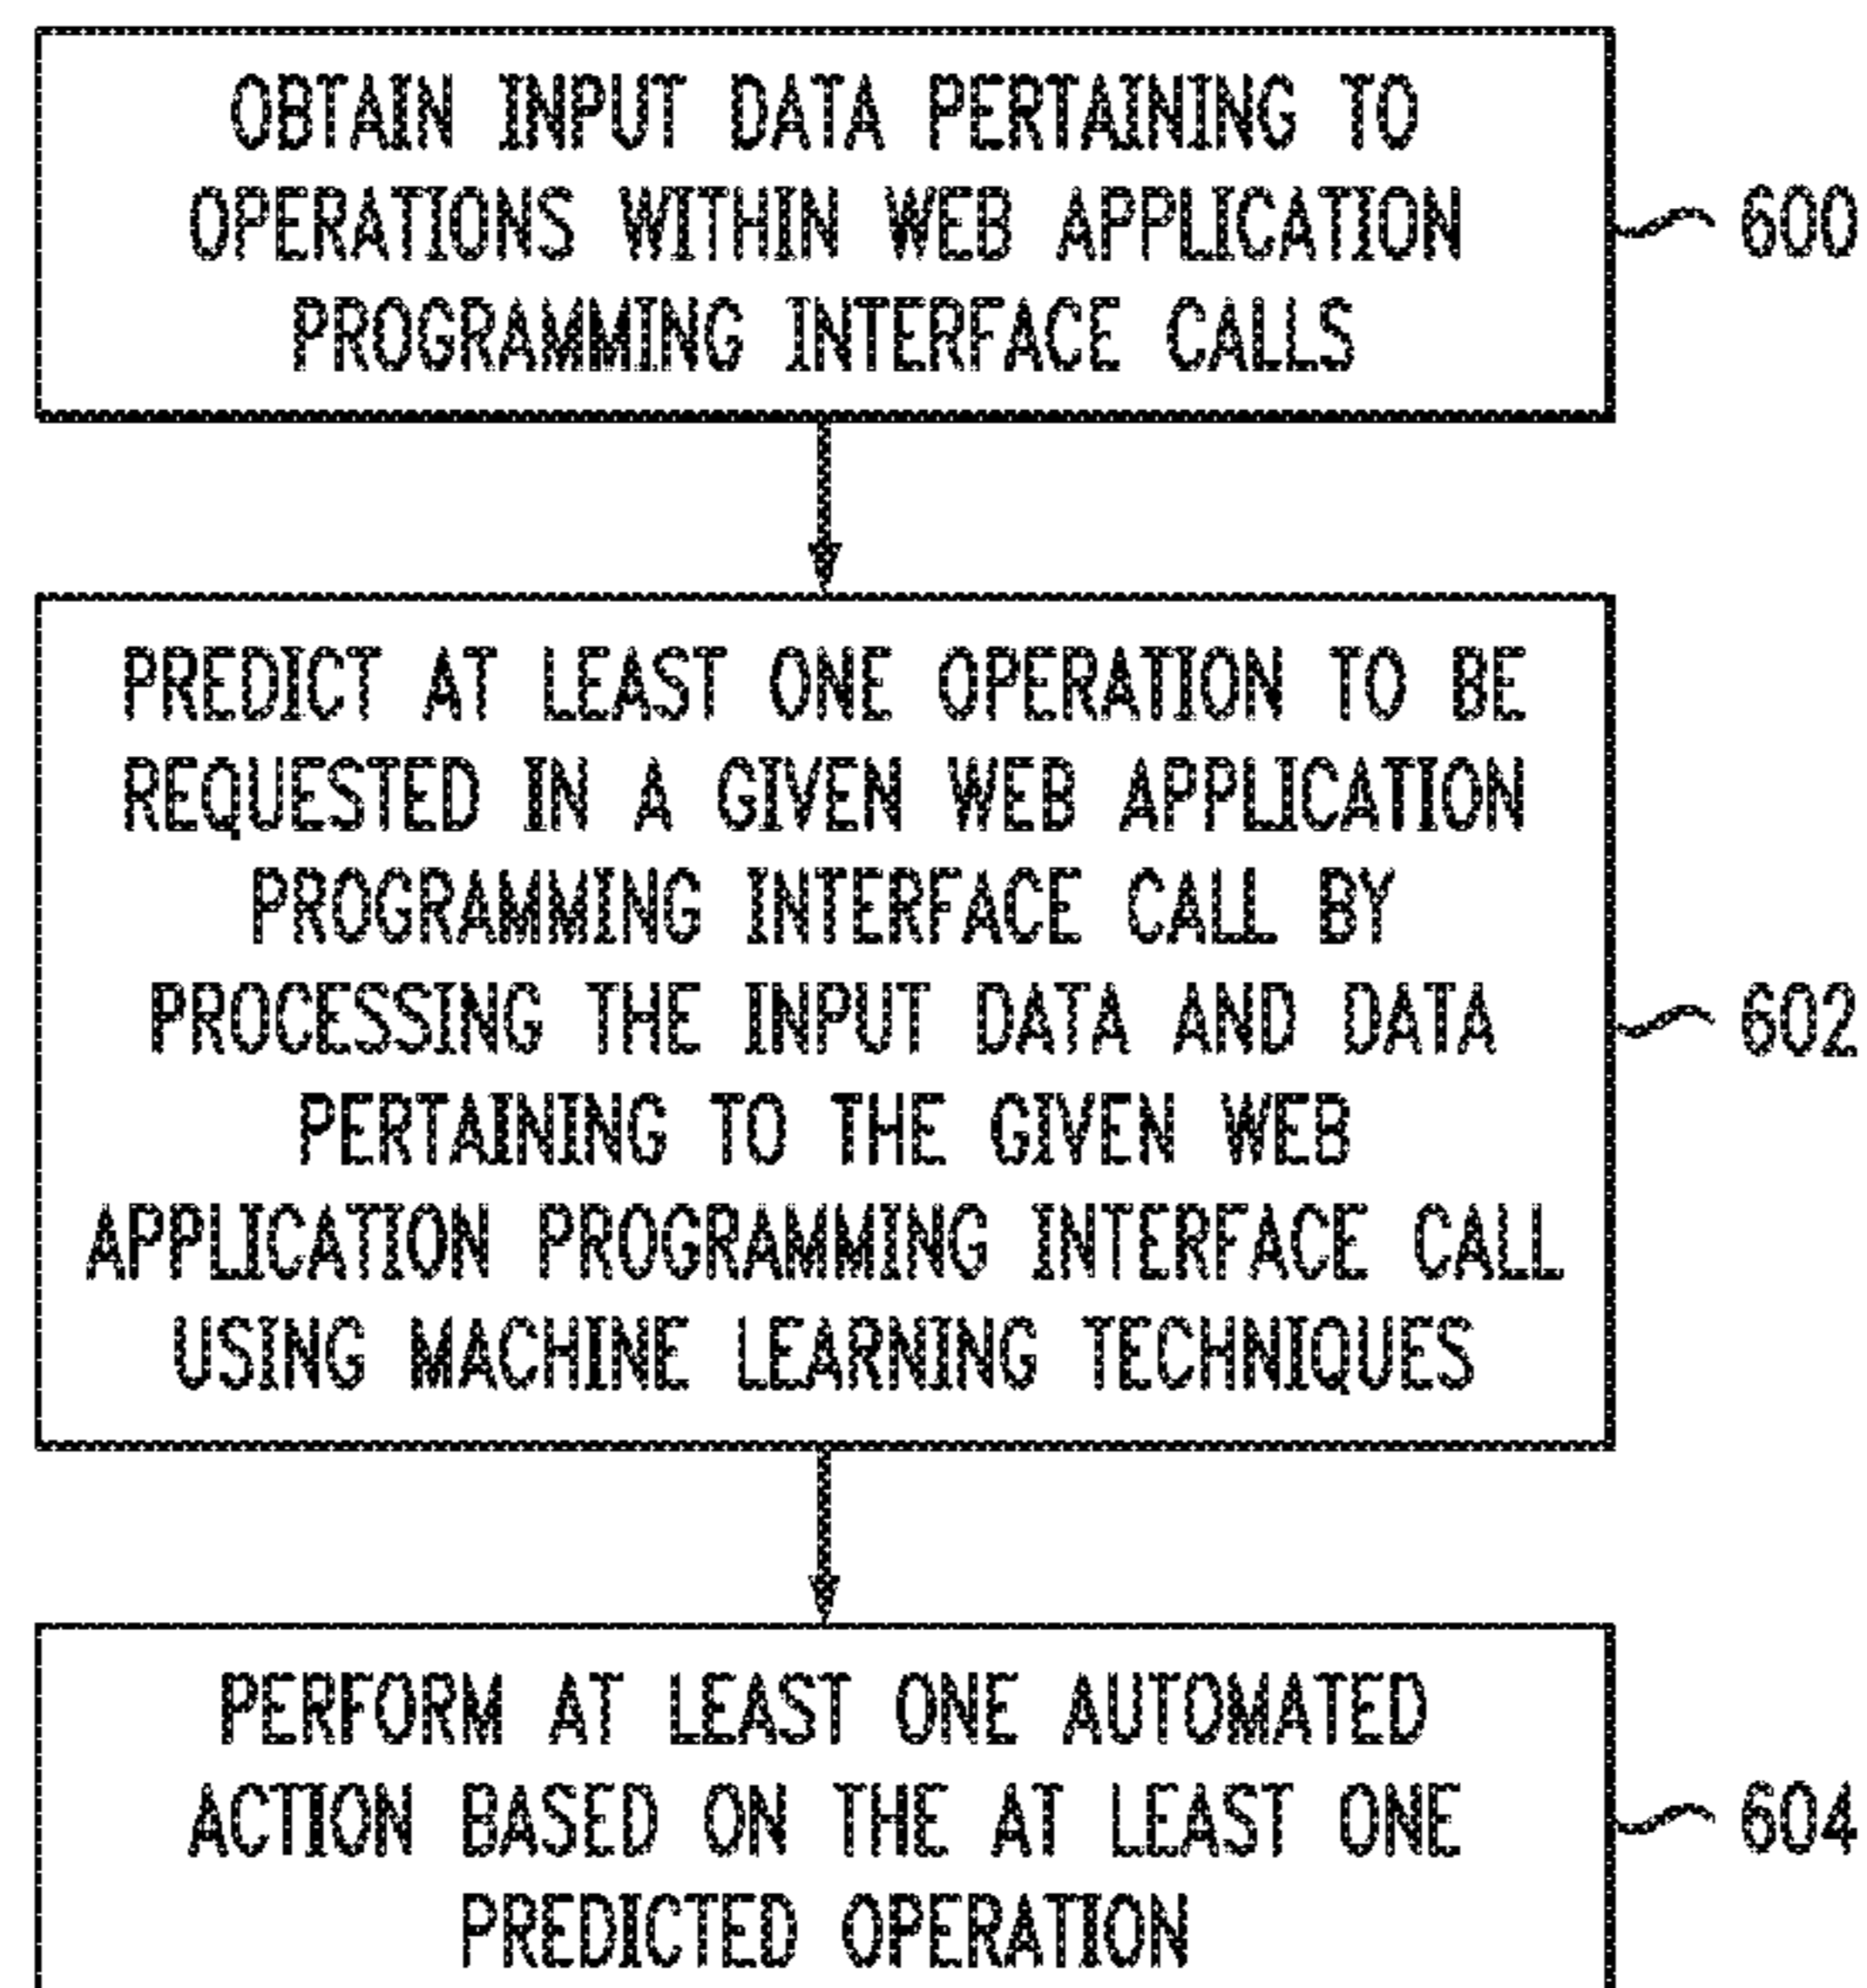 OBTAIN INPUT DATA PERTAINING TO
OPERATIONS WITHIN WEB APPLICATION
PROGRAMMING INTERFACE CALLS
600
PREDICT AT LEAST ONE OPERATION TO BE
REQUESTED IN A GIVEN WEB APPLICATION
PROGRAMMING INTERFACE CALL BY
PROCESSING THE INPUT DATA AND DATA
PERTAINING TO THE GIVEN WEB
APPLICATION PROGRAMMING INTERFACE CALL
USING MACHINE LEARNING TECHNIQUES
602
PERFORM AT LEAST ONE AUTOMATED
ACTION BASED ON THE AT LEAST ONE
PREDICTED OPERATION
604